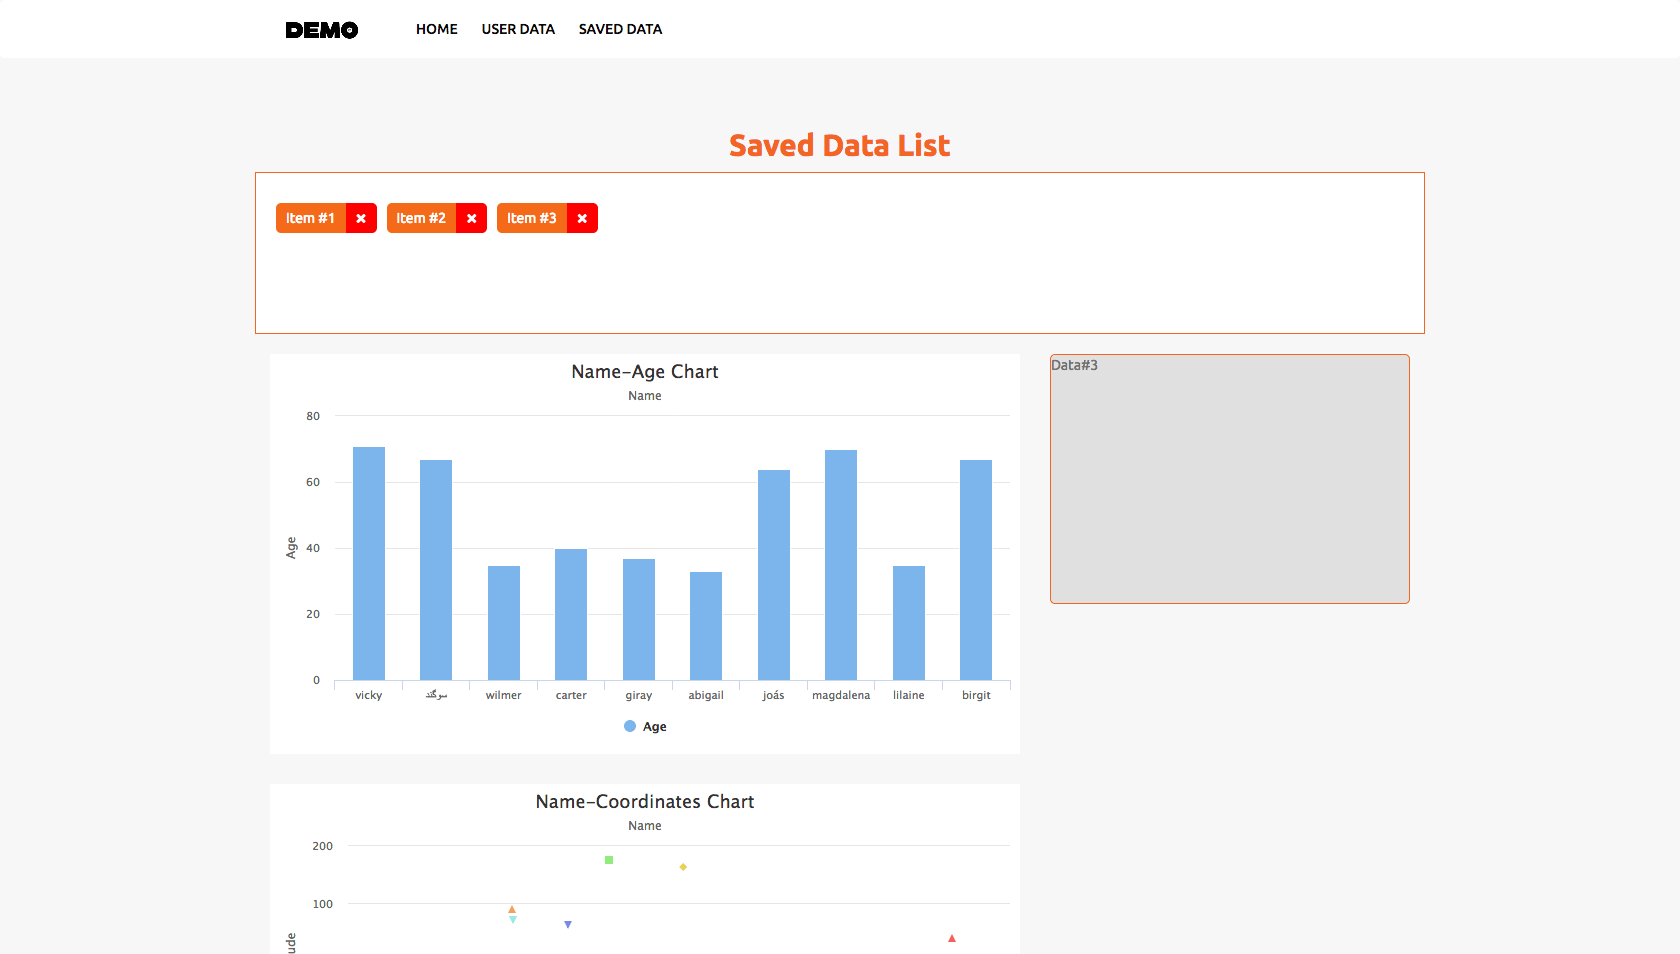 DEMO HOME USER DATA SAVED DATA
Saved Data List
Item #1 × Item #2 × Item #3 ×
Name-Age Chart
Name
80
60
40
20
0
Age
vicky سوگند wilmer carter giray abigail joás magdalena lilaine birgit
Age
Data#3
Name-Coordinates Chart
Name
200
100
ude